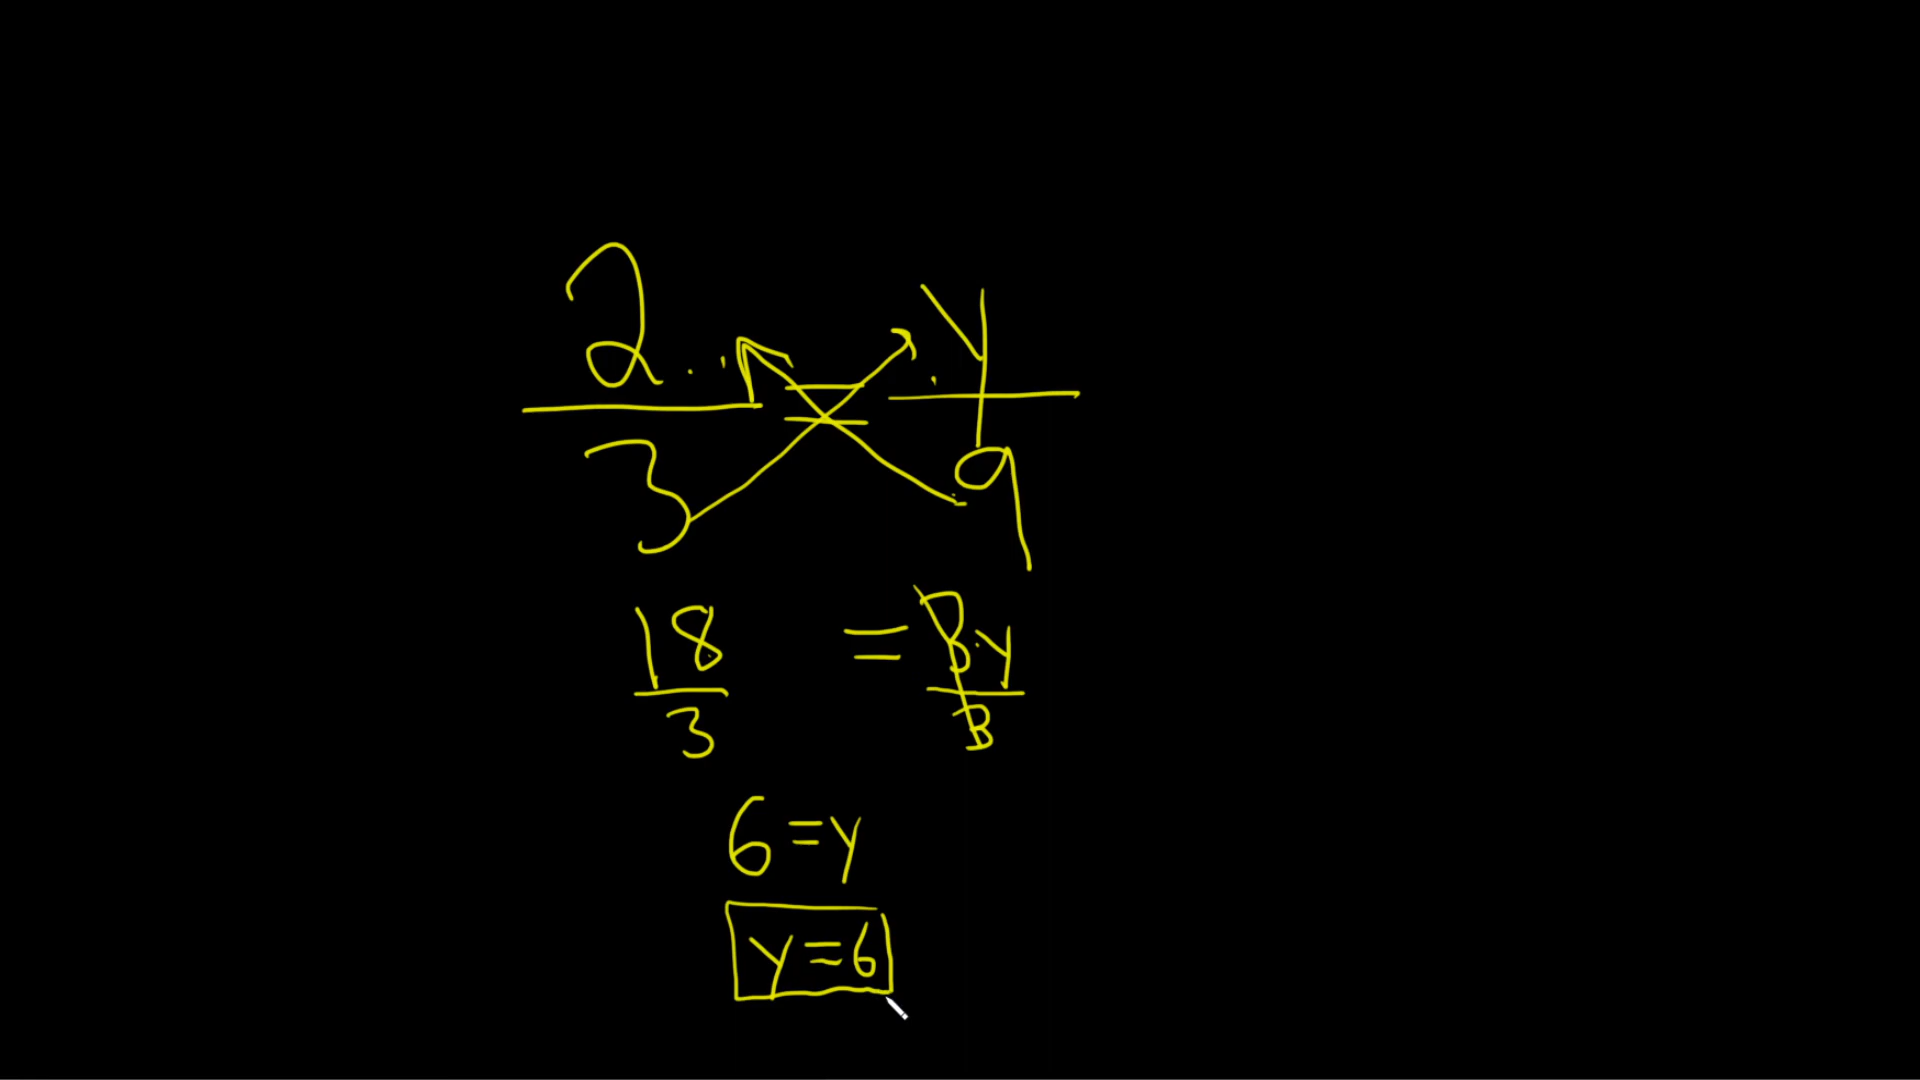 2/3 = y/9
18/3 = 3·y/3
6=y
y=6